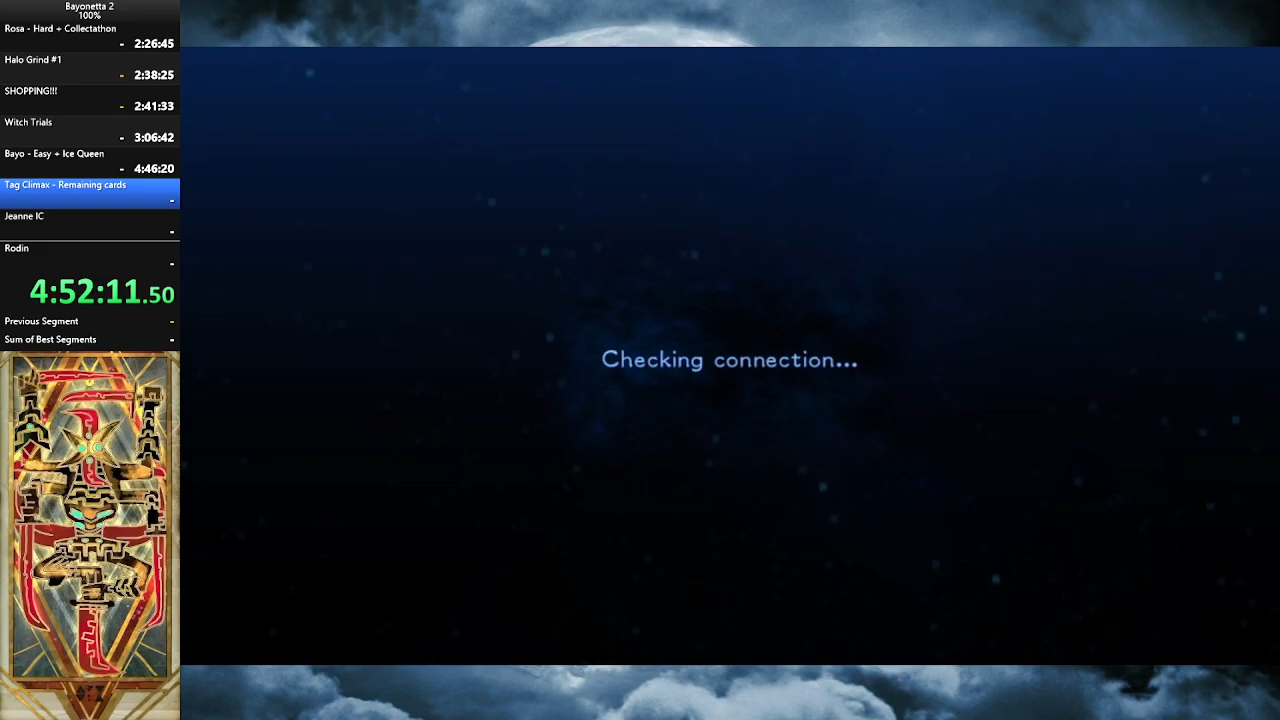 Bayonetta 2
100%
Rosa - Hard + Collectathon
- 2:26:45
Halo Grind #1
- 2:38:25
SHOPPING!!!
- 2:41:33
Witch Trials
- 3:06:42
Bayo - Easy + Ice Queen
- 4:46:20
Tag Climax - Remaining cards
-
Jeanne IC
-
Rodin
-
4:52:11.50
Previous Segment -
Sum of Best Segments -
Checking connection...